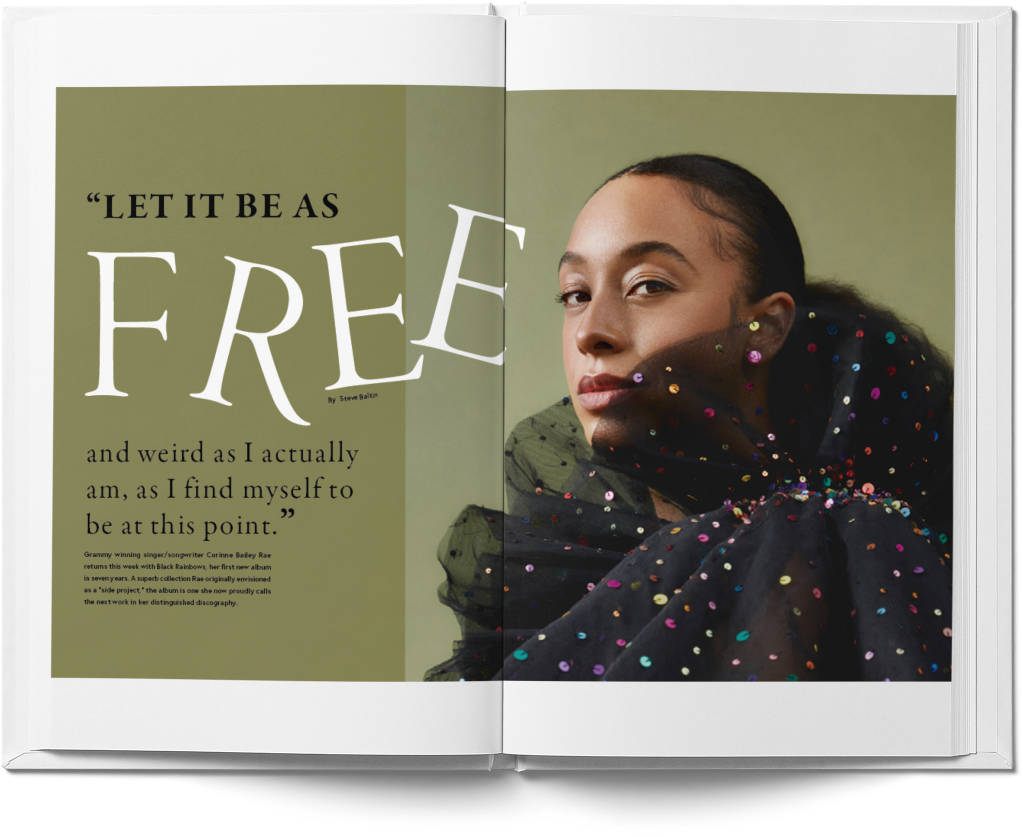 “LET IT BE AS
FREE
By Steve Baltin
and weird as I actually
am, as I find myself to
be at this point.”
Grammy winning singer/songwriter Corinne Bailey Rae
returns this week with Black Rainbows, her first new album
is seven years. A superb collection Rae originally envisioned
as a "side project," the album is one she now proudly calls
the next work in her distinguished discography.